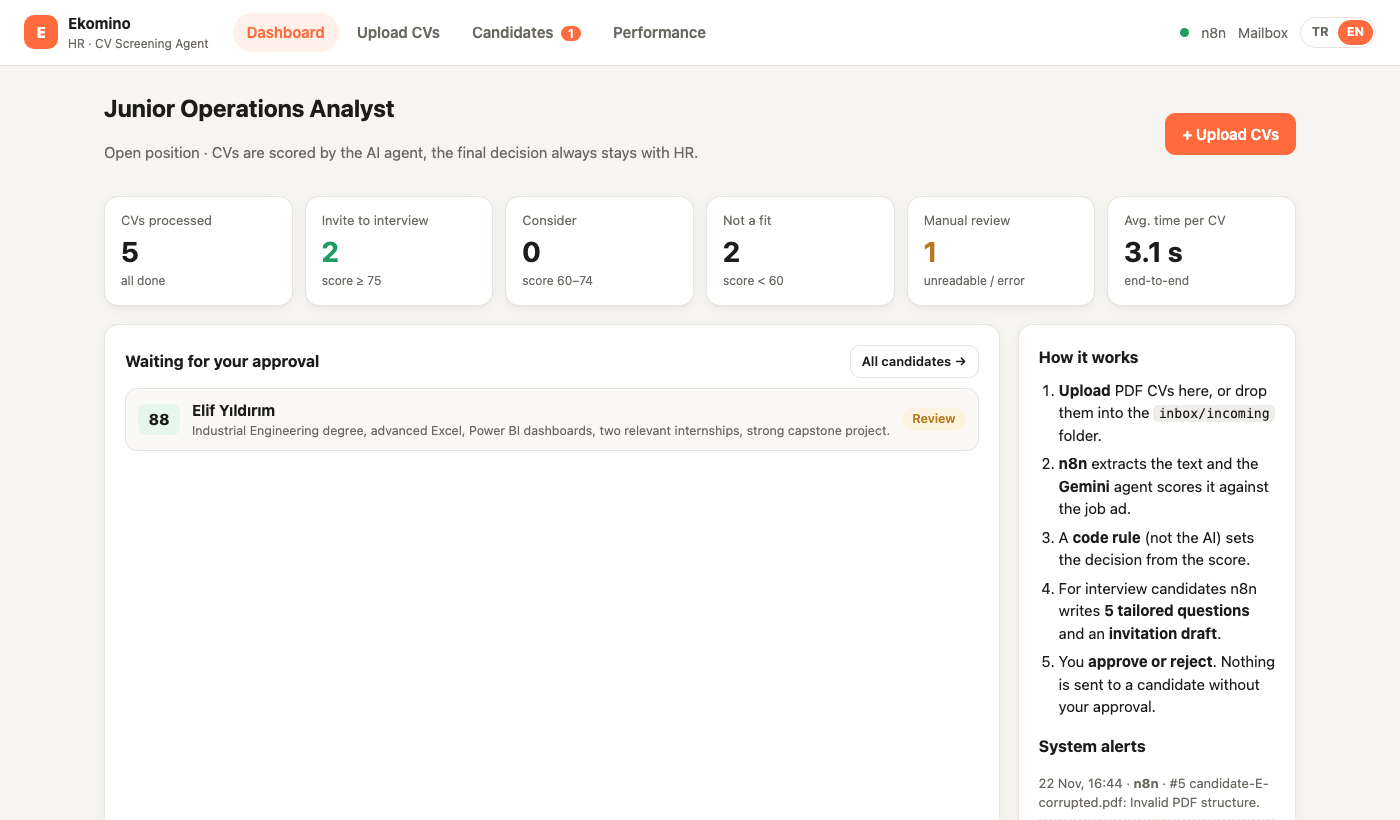 E
Ekomino
HR · CV Screening Agent
Dashboard
Upload CVs
Candidates 1
Performance
n8n
Mailbox
TR
EN
Junior Operations Analyst
Open position · CVs are scored by the AI agent, the final decision always stays with HR.
+ Upload CVs
CVs processed
5
all done
Invite to interview
2
score ≥ 75
Consider
0
score 60–74
Not a fit
2
score < 60
Manual review
1
unreadable / error
Avg. time per CV
3.1 s
end-to-end
Waiting for your approval
All candidates →
88
Elif Yıldırım
Industrial Engineering degree, advanced Excel, Power BI dashboards, two relevant internships, strong capstone project.
Review
How it works
1. Upload PDF CVs here, or drop
them into the inbox/incoming
folder.
2. n8n extracts the text and the
Gemini agent scores it against
the job ad.
3. A code rule (not the AI) sets
the decision from the score.
4. For interview candidates n8n
writes 5 tailored questions
and an invitation draft.
5. You approve or reject. Nothing
is sent to a candidate without
your approval.
System alerts
22 Nov, 16:44 · n8n · #5 candidate-E-
corrupted.pdf: Invalid PDF structure.